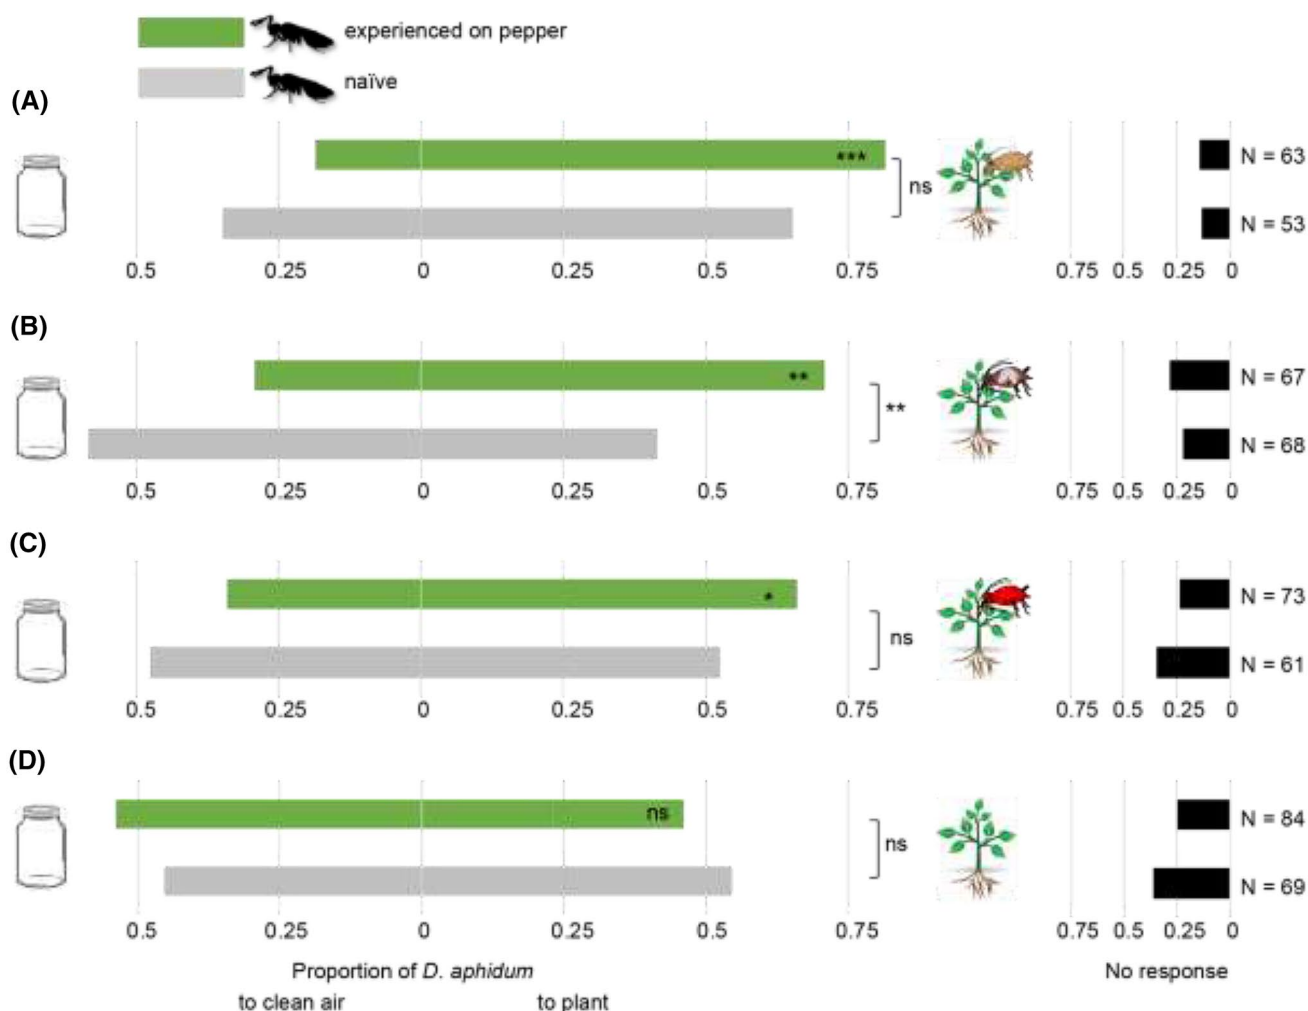 experienced on pepper
naïve
(A)
*** ns N = 63
N = 53
0.5 0.25 0 0.25 0.5 0.75 0.75 0.5 0.25 0
(B)
** ** N = 67
N = 68
0.5 0.25 0 0.25 0.5 0.75 0.75 0.5 0.25 0
(C)
* ns N = 73
N = 61
0.5 0.25 0 0.25 0.5 0.75 0.75 0.5 0.25 0
(D)
ns ns N = 84
N = 69
0.5 0.25 0 0.25 0.5 0.75 0.75 0.5 0.25 0
Proportion of D. aphidum No response
to clean air to plant